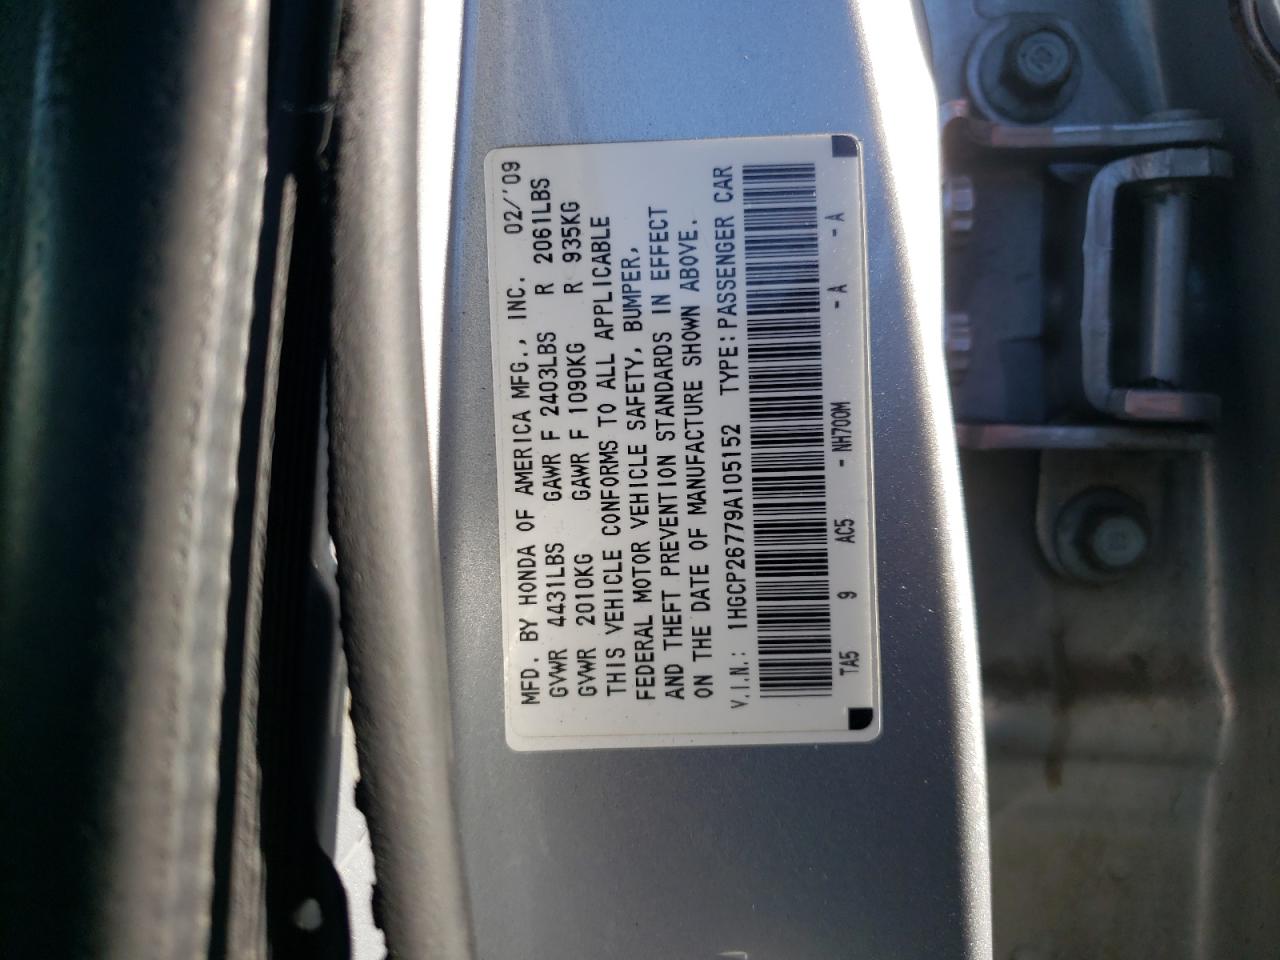 MFD. BY HONDA OF AMERICA MFG., INC. 02/'09
GVWR 4431LBS GAWR F 2403LBS R 2061LBS
GVWR 2010KG GAWR F 1090KG R 935KG
THIS VEHICLE CONFORMS TO ALL APPLICABLE
FEDERAL MOTOR VEHICLE SAFETY, BUMPER,
AND THEFT PREVENTION STANDARDS IN EFFECT
ON THE DATE OF MANUFACTURE SHOWN ABOVE.
V.I.N.: 1HGCP26779A105152 TYPE:PASSENGER CAR
TA5 9 AC5 - NH700M - A - A